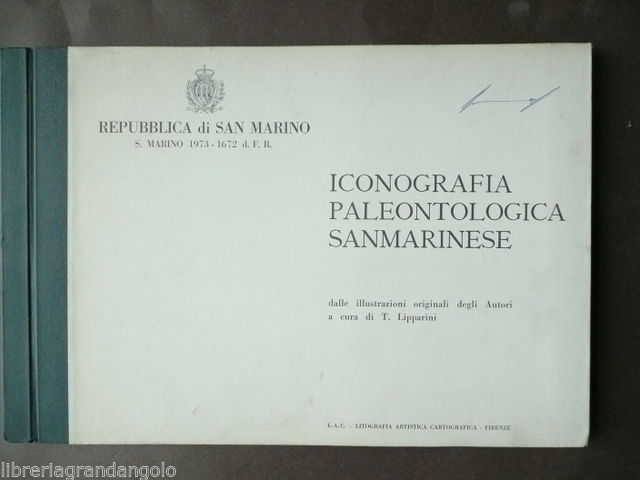 REPUBBLICA di SAN MARINO
S. MARINO 1973 - 1672 d. F. R.
ICONOGRAFIA
PALEONTOLOGICA
SANMARINESE
dalle illustrazioni originali degli Autori
a cura di T. Lipparini
L.A.C. - LITOGRAFIA ARTISTICA CARTOGRAFICA - FIRENZE
libreriagrandangolo